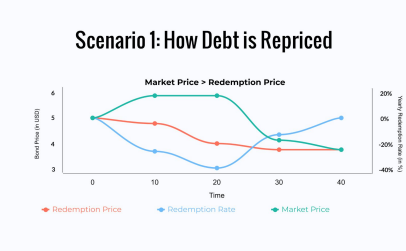 Scenario 1: How Debt is Repriced
Market Price > Redemption Price
6
5
4
3
Bond Price (in USD)
20%
0%
-20%
-40%
Yearly Redemption Rate (in %)
0 10 20 30 40
Time
Redemption Price Redemption Rate Market Price